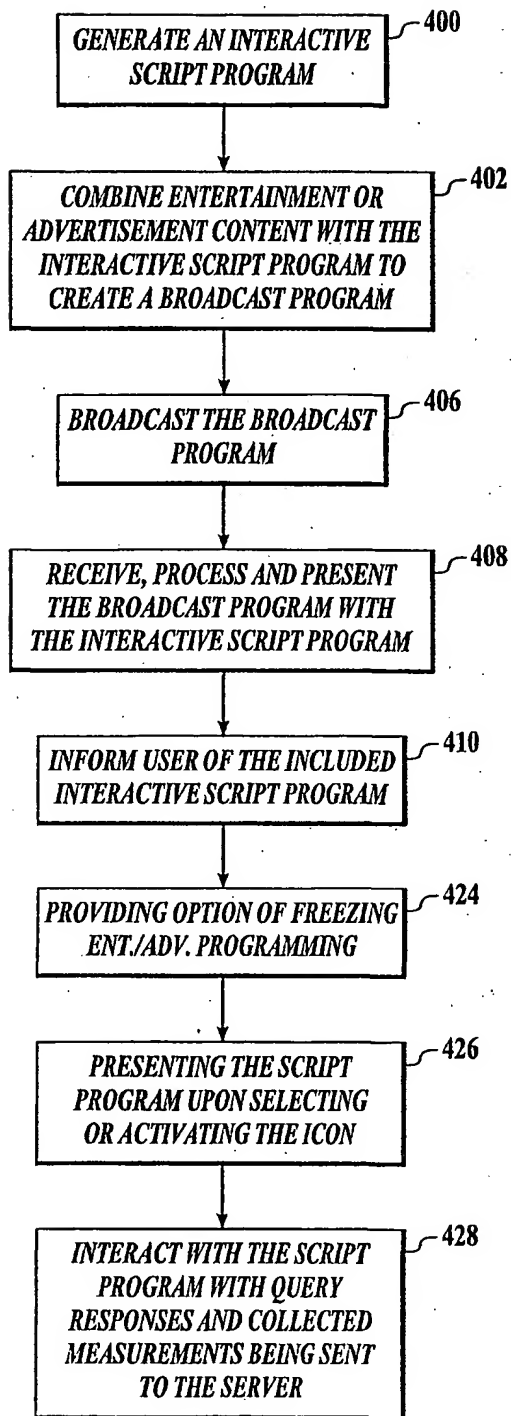 400
GENERATE AN INTERACTIVE
SCRIPT PROGRAM
402
COMBINE ENTERTAINMENT OR
ADVERTISEMENT CONTENT WITH THE
INTERACTIVE SCRIPT PROGRAM TO
CREATE A BROADCAST PROGRAM
406
BROADCAST THE BROADCAST
PROGRAM
408
RECEIVE, PROCESS AND PRESENT
THE BROADCAST PROGRAM WITH
THE INTERACTIVE SCRIPT PROGRAM
410
INFORM USER OF THE INCLUDED
INTERACTIVE SCRIPT PROGRAM
424
PROVIDING OPTION OF FREEZING
ENT./ADV. PROGRAMMING
426
PRESENTING THE SCRIPT
PROGRAM UPON SELECTING
OR ACTIVATING THE ICON
428
INTERACT WITH THE SCRIPT
PROGRAM WITH QUERY
RESPONSES AND COLLECTED
MEASUREMENTS BEING SENT
TO THE SERVER